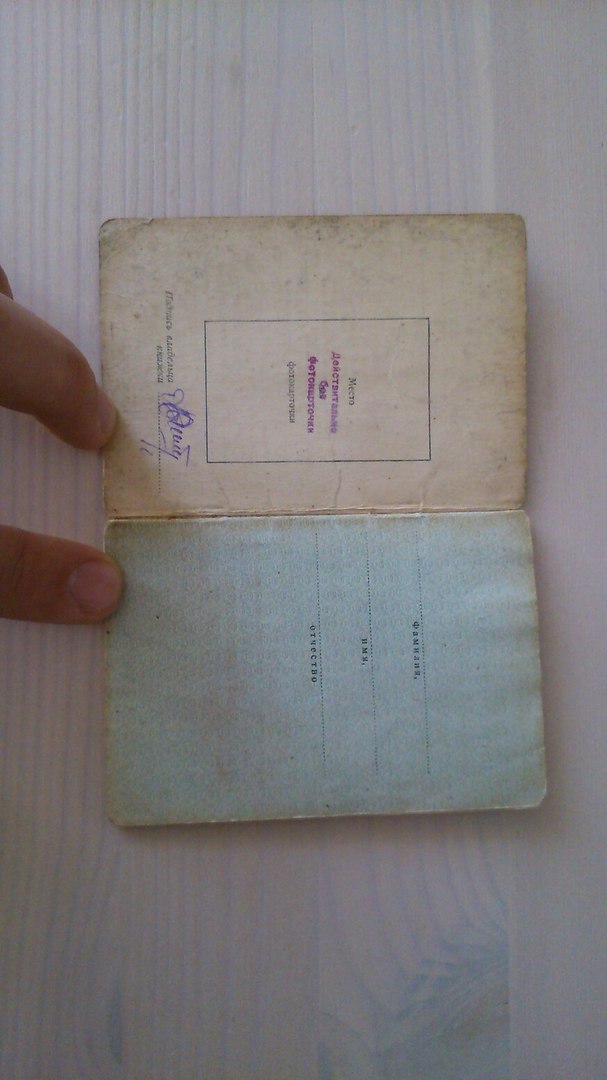 Место
Действительно
без
фотокарточки
фотокарточки
Подпись владельца
книжки
фамилия,
имя,
отчество